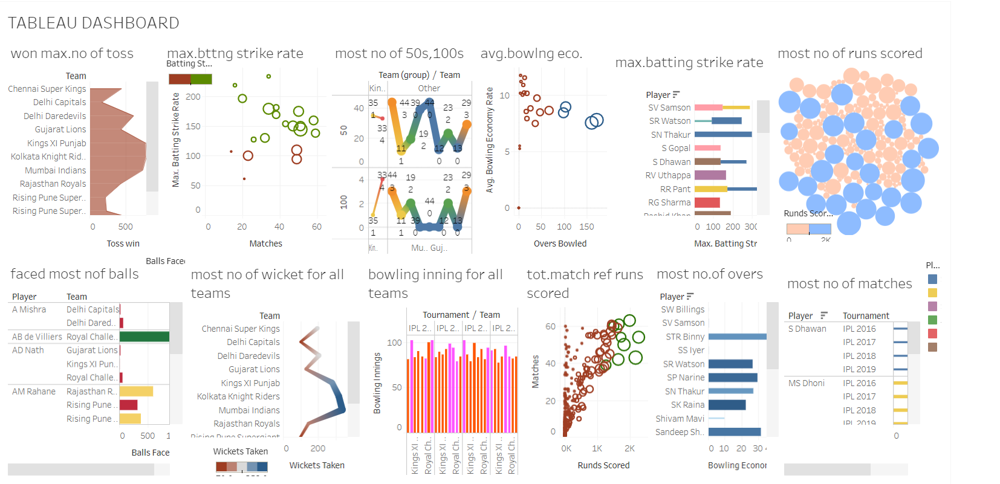 TABLEAU DASHBOARD
won max.no of toss
Team
Chennai Super Kings
Delhi Capitals
Delhi Daredevils
Gujarat Lions
Kings XI Punjab
Kolkata Knight Rid..
Mumbai Indians
Rajasthan Royals
Rising Pune Super..
Rising Pune Super..
0 500
Toss win
max.bttng strike rate
Batting St...
Max. Batting Strike Rate
200
150
100
50
0
0 20 40 60
Matches
most no of 50s,100s
Team (group) / Team
Kin.. Other
50
40
20
0
35 44 39 44 29
1 3 0 0 23 3
33 2
4 19
2
11 12 13
1 0 0
100
4
2
0
33 44 19 23 29
4 3 2 2 3
44
0
35 11 39 12 13
1 1 0 0 0
Kin.. Mu.. Guj..
avg.bowlng eco.
Avg. Bowling Economy Rate
10
5
0
0 50 100 150
Overs Bowled
max.batting strike rate
Player
SV Samson
SR Watson
SN Thakur
S Gopal
S Dhawan
RV Uthappa
RR Pant
RG Sharma
Rashid Khan
0 100 200 300
Max. Batting Str
most no of runs scored
Runds Scor...
0 2K
faced most nof balls
Balls Faced
Player Team
A Mishra Delhi Capitals
Delhi Dared..
AB de Villiers Royal Challe..
AD Nath Gujarat Lions
Kings XI Pun..
Royal Challe..
AM Rahane Rajasthan R..
Rising Pune ..
Rising Pune ..
0 500 1
Balls Face
most no of wicket for all
teams
Team
Chennai Super Kings
Delhi Capitals
Delhi Daredevils
Gujarat Lions
Kings XI Punjab
Kolkata Knight Riders
Mumbai Indians
Rajasthan Royals
Rising Pune Supergiant
0 200
Wickets Taken
Wickets Taken
bowling inning for all
teams
Tournament / Team
IPL 2.. IPL 2.. IPL 2.. IPL 2..
Bowling Innings
100
50
0
Kings XI .. Royal Ch.. Kings XI .. Royal Ch.. Kings XI .. Royal Ch.. Kings XI .. Royal Ch..
tot.match ref runs
scored
Matches
60
40
20
0
0K 1K 2K
Runds Scored
most no.of overs
Player
SW Billings
SV Samson
STR Binny
SS Iyer
SR Watson
SP Narine
SN Thakur
SK Raina
Shivam Mavi
Sandeep Sh..
0 10 20 30
Bowling Econor
most no of matches
Pl...
Player Tournament
S Dhawan IPL 2016
IPL 2017
IPL 2018
IPL 2019
MS Dhoni IPL 2016
IPL 2017
IPL 2018
IPL 2019
0